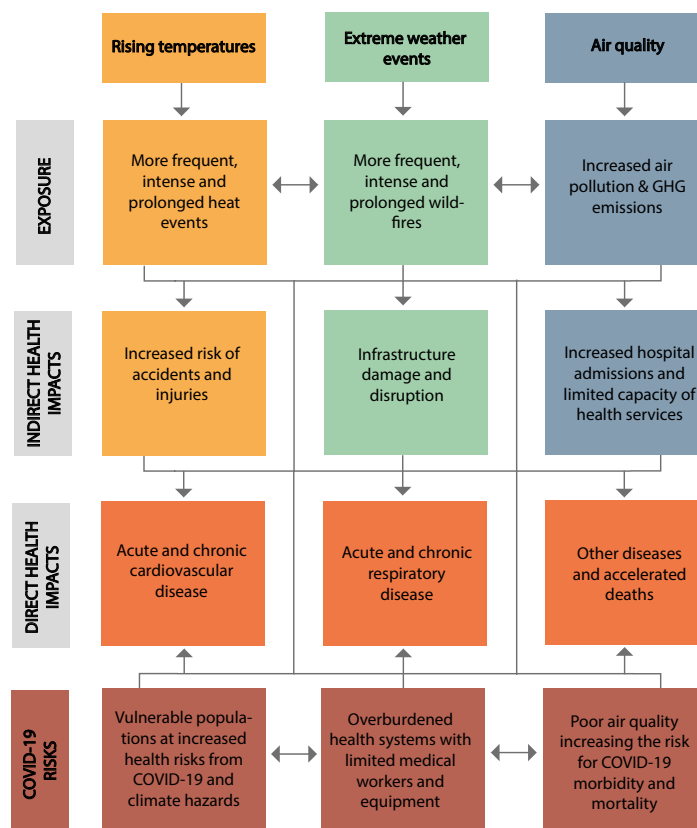 Rising temperatures
Extreme weather
events
Air quality
EXPOSURE
More frequent,
intense and
prolonged heat
events
More frequent,
intense and
prolonged wild-
fires
Increased air
pollution & GHG
emissions
INDIRECT HEALTH
IMPACTS
Increased risk of
accidents and
injuries
Infrastructure
damage and
disruption
Increased hospital
admissions and
limited capacity of
health services
DIRECT HEALTH
IMPACTS
Acute and chronic
cardiovascular
disease
Acute and chronic
respiratory
disease
Other diseases
and accelerated
deaths
COVID-19
RISKS
Vulnerable popula-
tions at increased
health risks from
COVID-19 and
climate hazards
Overburdened
health systems with
limited medical
workers and
equipment
Poor air quality
increasing the risk
for COVID-19
morbidity and
mortality